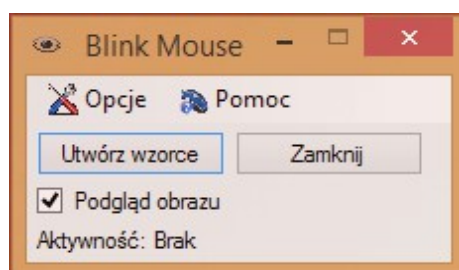 Blink Mouse
Opcje Pomoc
Utwórz wzorce Zamknij
Podgląd obrazu
Aktywność: Brak